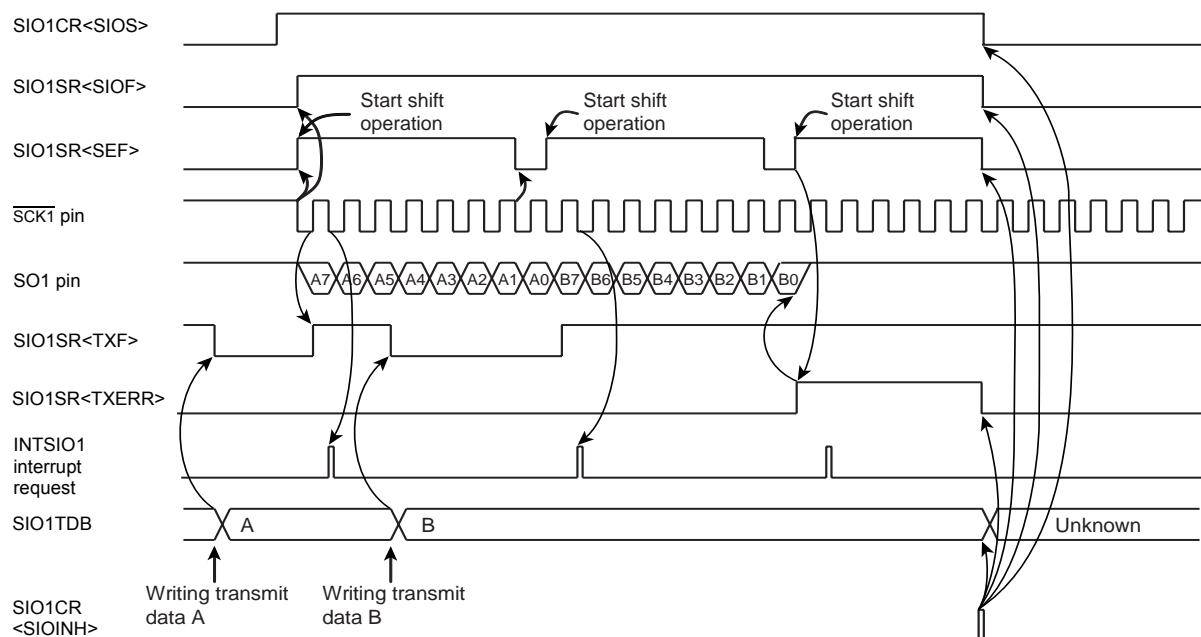 SIO1CR<SIOS>
SIO1SR<SIOF>
Start shift
operation
Start shift
operation
Start shift
operation
SIO1SR<SEF>
SCK1 pin
SO1 pin
A7 A6 A5 A4 A3 A2 A1 A0 B7 B6 B5 B4 B3 B2 B1 B0
SIO1SR<TXF>
SIO1SR<TXERR>
INTSIO1
interrupt
request
SIO1TDB
A
B
Unknown
Writing transmit
data A
Writing transmit
data B
SIO1CR
<SIOINH>